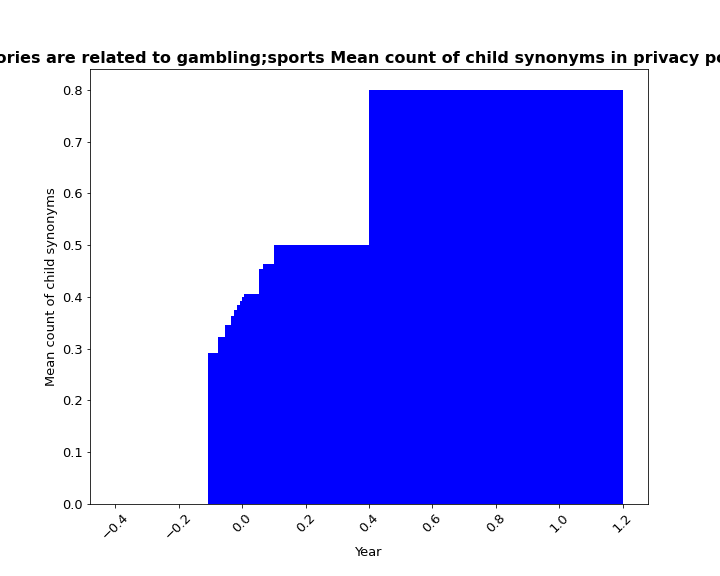 ories are related to gambling;sports Mean count of child synonyms in privacy po
0.8
0.7
0.6
0.5
0.4
0.3
0.2
0.1
0.0
Mean count of child synonyms
−0.4 −0.2 0.0 0.2 0.4 0.6 0.8 1.0 1.2
Year